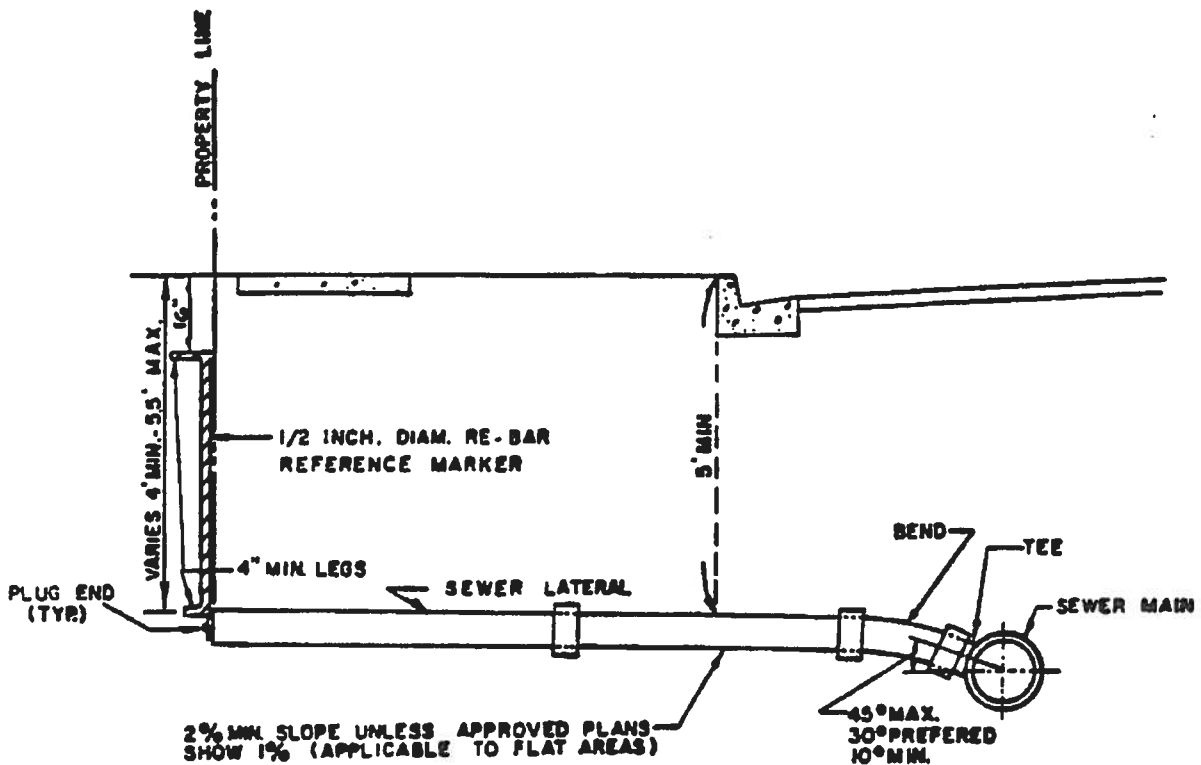 PROPERTY LINE
16"
VARIES 4' MIN.-5.5' MAX.
1/2 INCH. DIAM. RE-BAR
REFERENCE MARKER
5' MIN
4" MIN. LEGS
PLUG END
(TYP.)
SEWER LATERAL
BEND
TEE
SEWER MAIN
2% MIN. SLOPE UNLESS APPROVED PLANS
SHOW 1% (APPLICABLE TO FLAT AREAS)
45° MAX.
30° PREFERED
10° MIN.